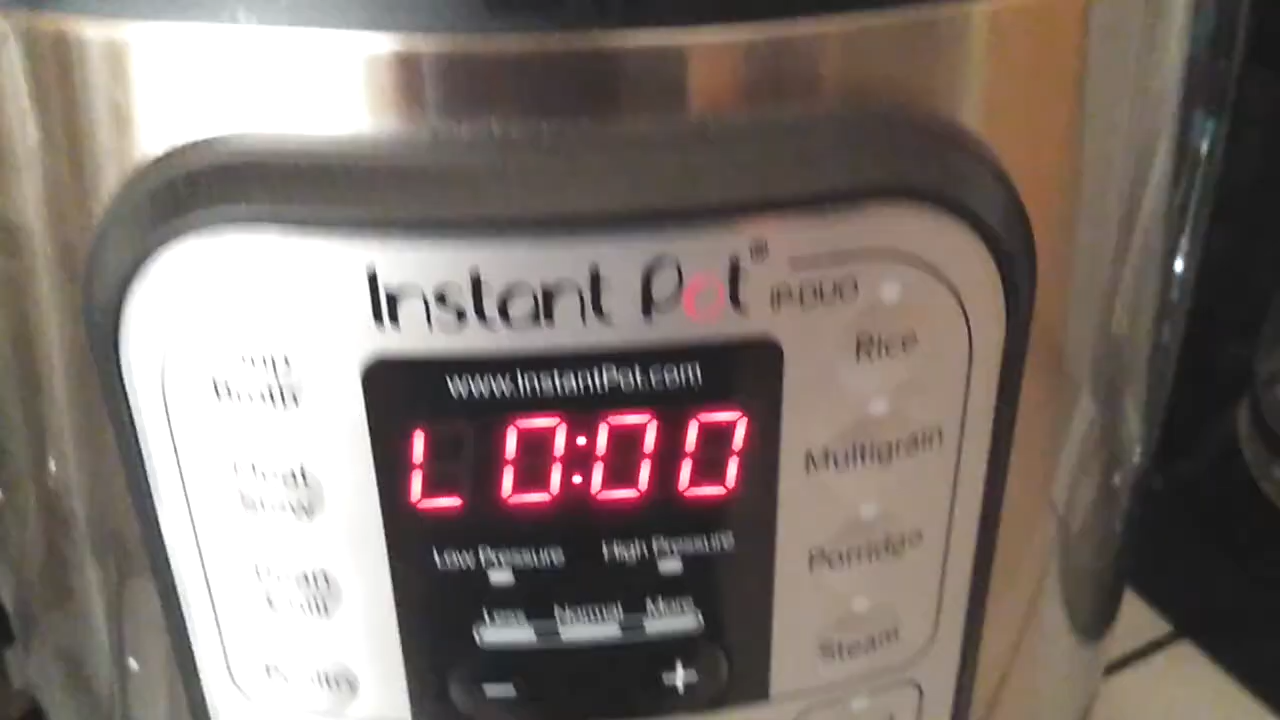 Instant Pot® IP-DUO
www.InstantPot.com
L0:00
Low Pressure High Pressure
Less Normal More
- +
Rice
Multigrain
Porridge
Steam
Poultry